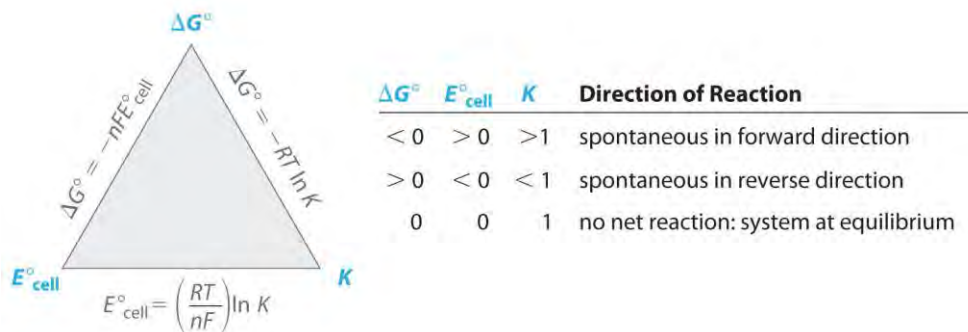 ΔG°
ΔG° = −nFE°cell
ΔG° = −RT ln K
E°cell
K
E°cell = (RT/nF) ln K
ΔG° E°cell K Direction of Reaction
< 0 > 0 >1 spontaneous in forward direction
> 0 < 0 < 1 spontaneous in reverse direction
0 0 1 no net reaction: system at equilibrium